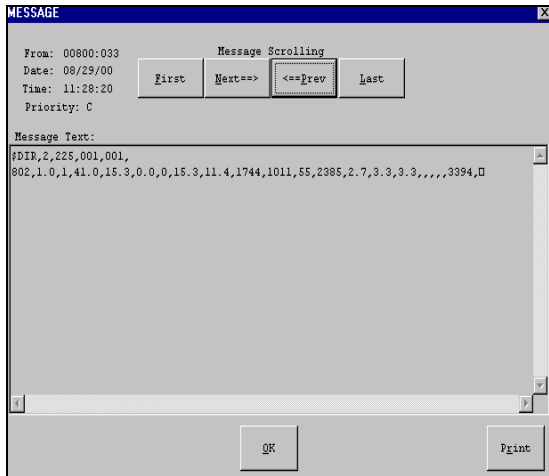 MESSAGE
From: 00800:033
Date: 08/29/00
Time: 11:28:20
Priority: C
Message Scrolling
First
Next==>
<==Prev
Last
Message Text:
$DIR,2,225,001,001,
802,1.0,1,41.0,15.3,0.0,0,15.3,11.4,1744,1011,55,2385,2.7,3.3,3.3,,,,,3394,
OK
Print